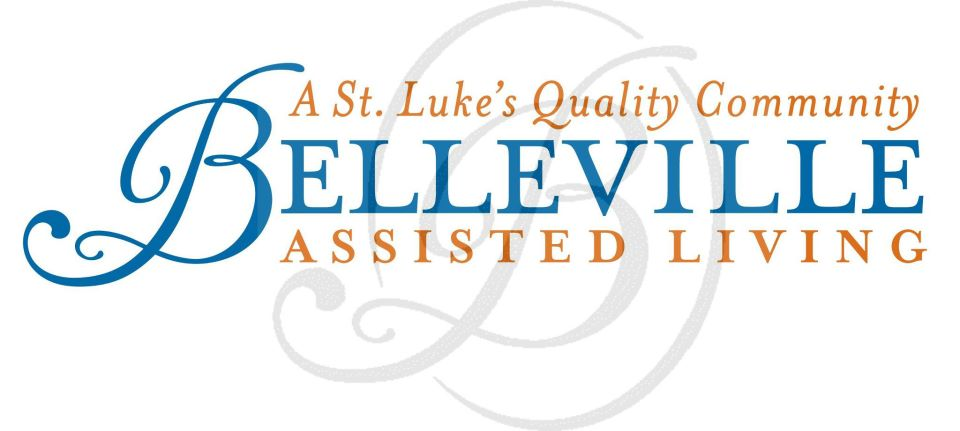 A St. Luke's Quality Community
BELLEVILLE
ASSISTED LIVING